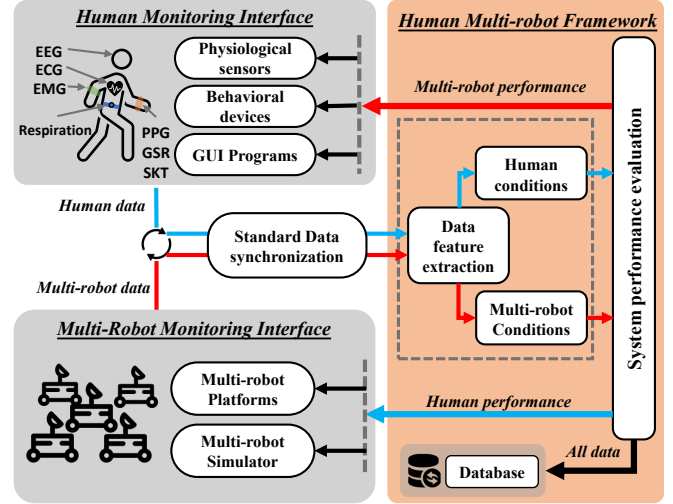 Human Monitoring Interface
EEG
ECG
EMG
Respiration
PPG
GSR
SKT
Physiological
sensors
Behavioral
devices
GUI Programs
Human Multi-robot Framework
Multi-robot performance
Human
conditions
Data
feature
extraction
Multi-robot
Conditions
System performance evaluation
Human data
Standard Data
synchronization
Multi-robot data
Multi-Robot Monitoring Interface
Multi-robot
Platforms
Multi-robot
Simulator
Human performance
All data
Database